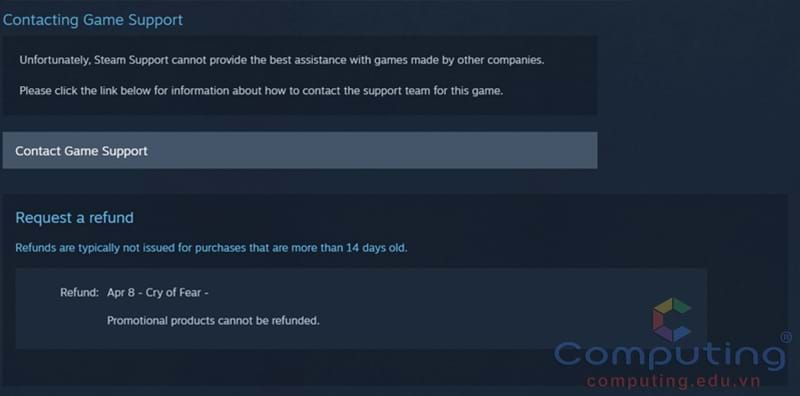 Contacting Game Support
Unfortunately, Steam Support cannot provide the best assistance with games made by other companies.
Please click the link below for information about how to contact the support team for this game.
Contact Game Support
Request a refund
Refunds are typically not issued for purchases that are more than 14 days old.
Refund: Apr 8 - Cry of Fear -
Promotional products cannot be refunded.
Computing®
computing.edu.vn